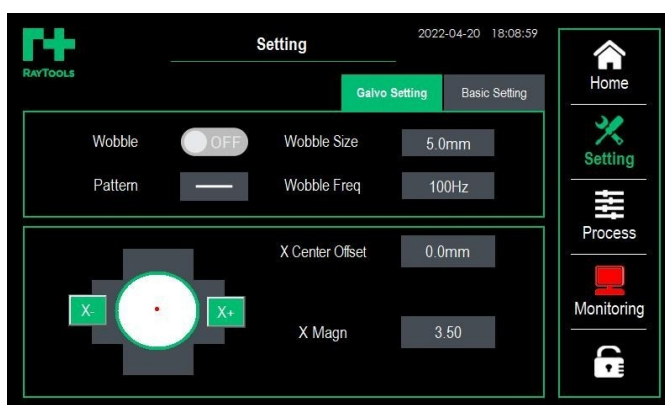 RAYTOOLS
Setting
2022-04-20 18:08:59
Galvo Setting
Basic Setting
Wobble
OFF
Wobble Size
5.0mm
Pattern
Wobble Freq
100Hz
X Center Offset
0.0mm
X-
X+
X Magn
3.50
Home
Setting
Process
Monitoring